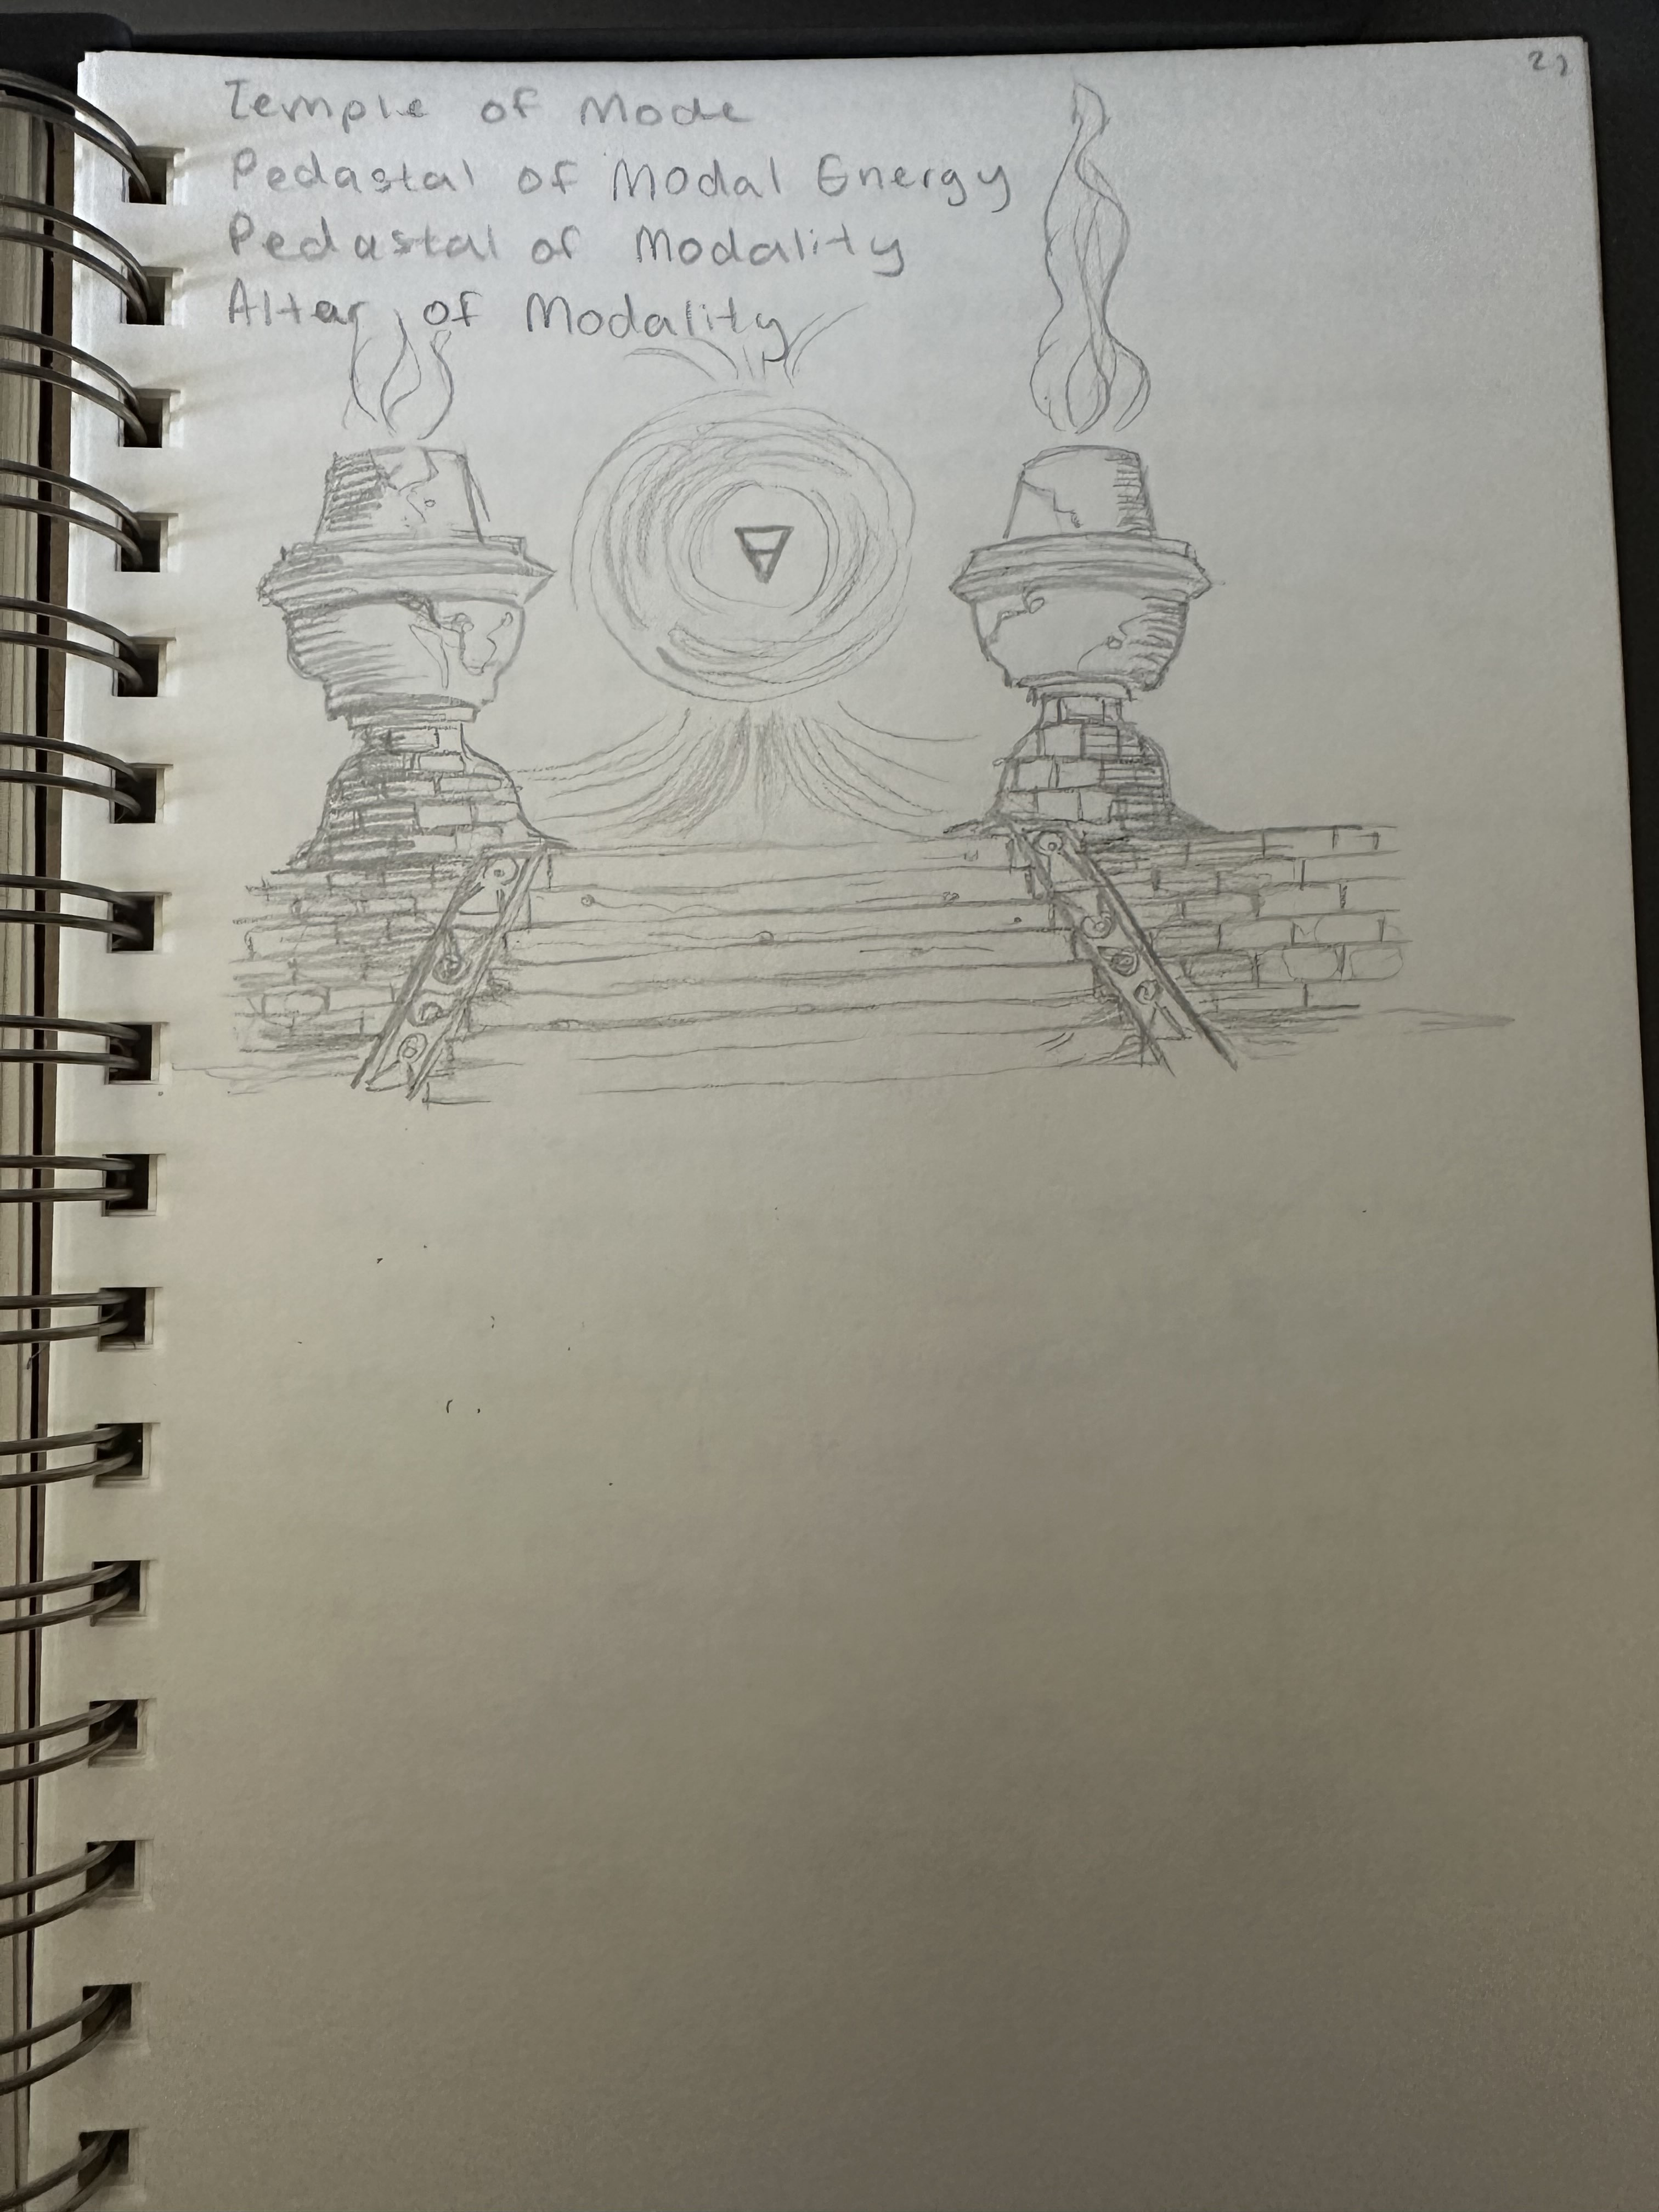 Temple of Mode
Pedastal of Modal Energy
Pedastal of Modality
Altar of Modality